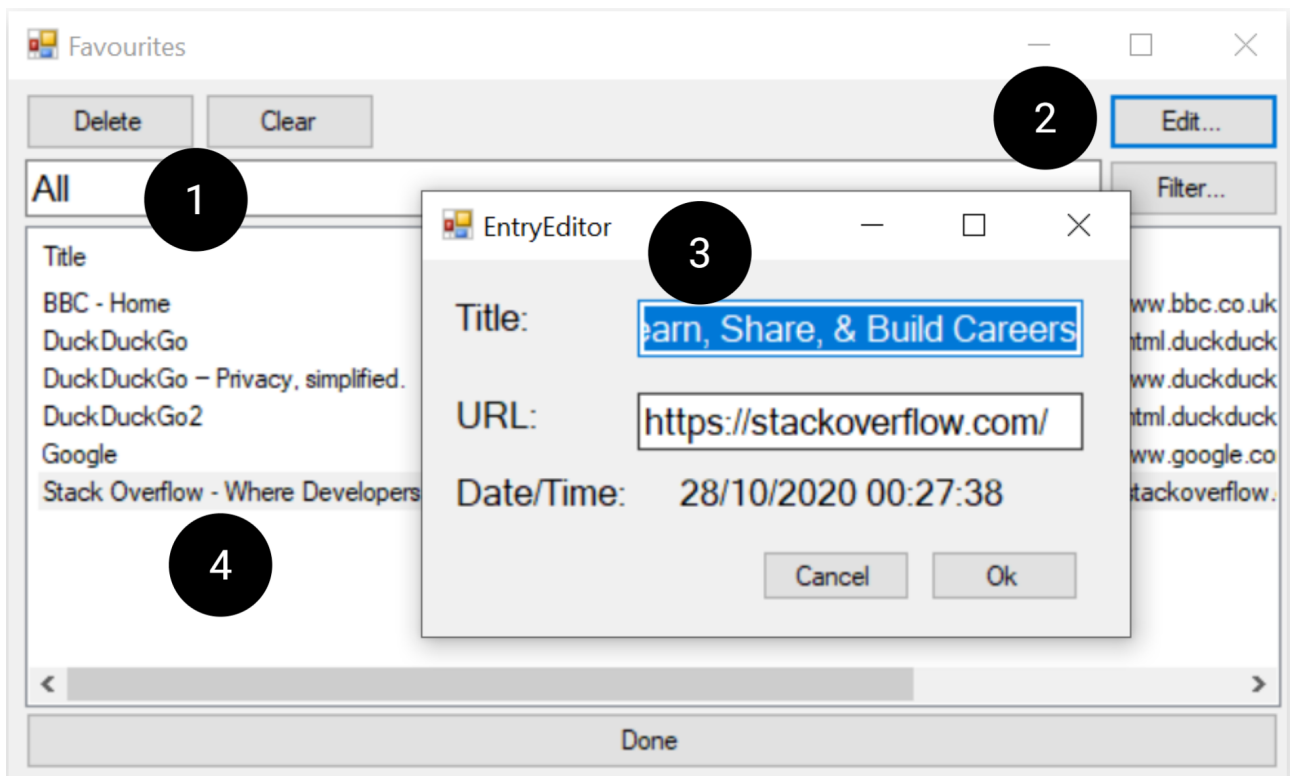 Favourites
Delete Clear 2 Edit...
All 1 Filter...
EntryEditor 3
Title
BBC - Home
DuckDuckGo
DuckDuckGo – Privacy, simplified.
DuckDuckGo2
Google
Stack Overflow - Where Developers
4
Title: earn, Share, & Build Careers
URL: https://stackoverflow.com/
Date/Time: 28/10/2020 00:27:38
Cancel Ok
ww.bbc.co.uk
html.duckduck
ww.duckduck
html.duckduck
ww.google.co
stackoverflow.
Done